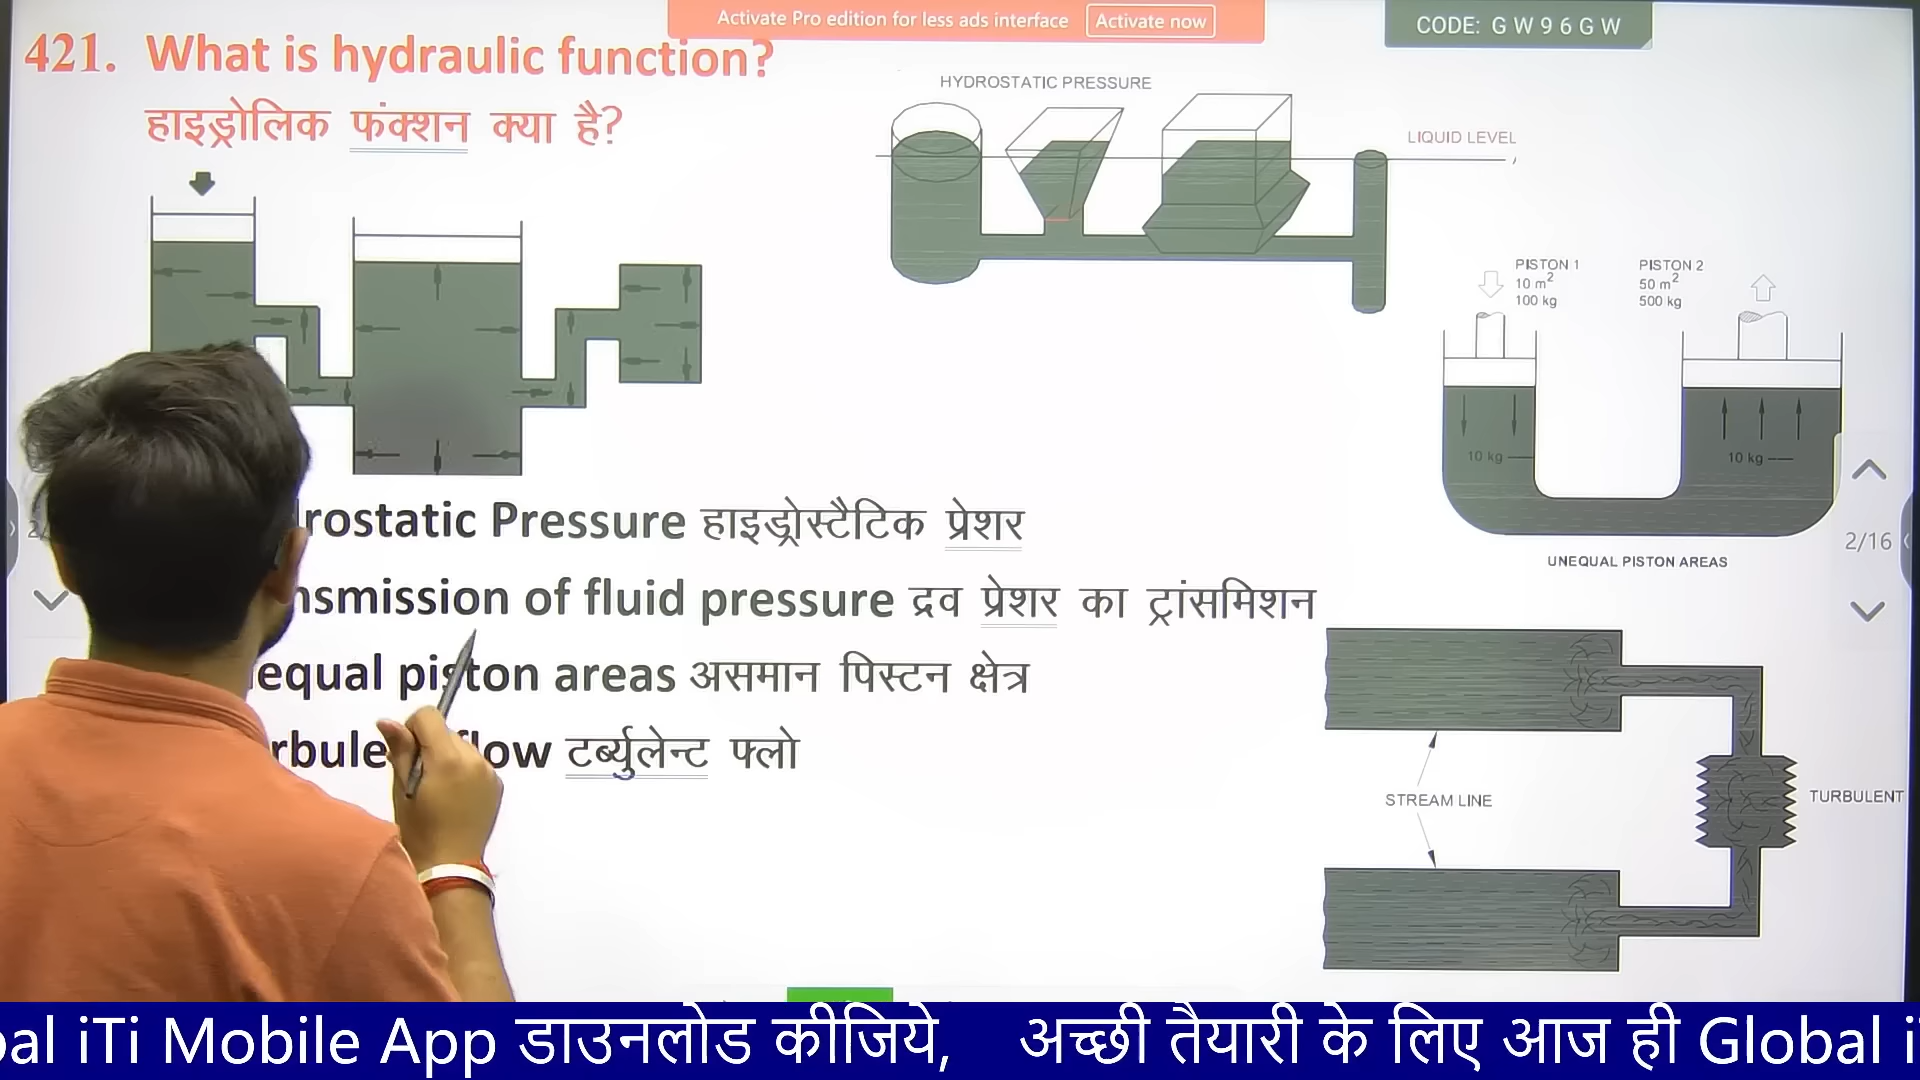 Activate Pro edition for less ads interface Activate now
CODE: GW96GW
421. What is hydraulic function?
हाइड्रोलिक फंक्शन क्या है?
HYDROSTATIC PRESSURE
LIQUID LEVEL
PISTON 1
10 m2
100 kg
PISTON 2
50 m2
500 kg
10 kg
10 kg
UNEQUAL PISTON AREAS
2/16
rostatic Pressure हाइड्रोस्टैटिक प्रेशर
nsmission of fluid pressure द्रव प्रेशर का ट्रांसमिशन
equal piston areas असमान पिस्टन क्षेत्र
rbule flow टर्ब्युलेन्ट फ्लो
STREAM LINE
TURBULENT
bal iTi Mobile App डाउनलोड कीजिये, अच्छी तैयारी के लिए आज ही Global i